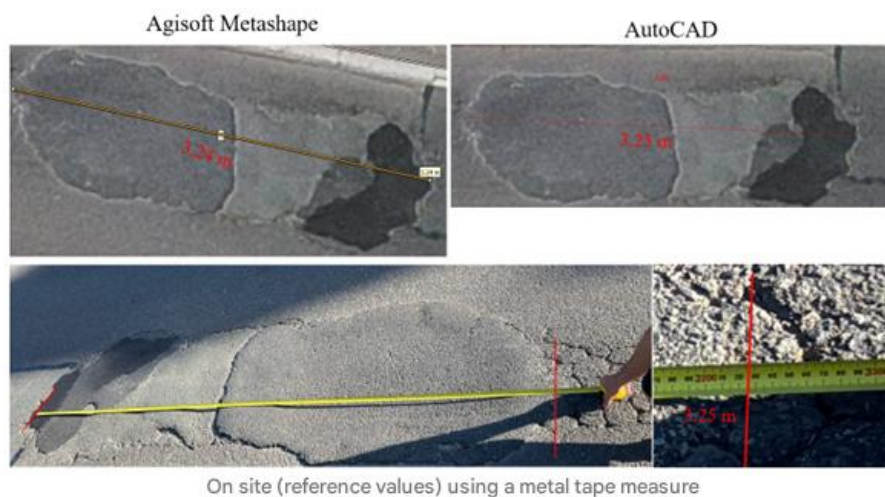 Agisoft Metashape
AutoCAD
3,24 m
3.25 m
3.25 m
On site (reference values) using a metal tape measure